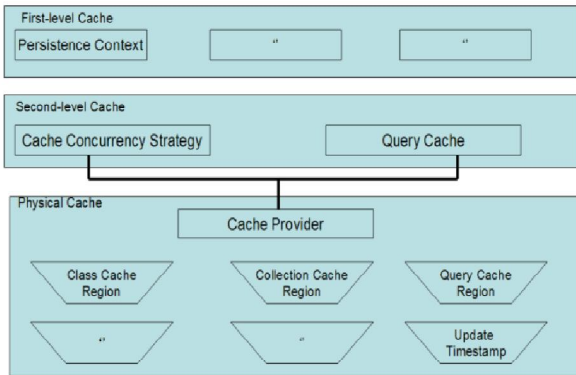 First-level Cache
Persistence Context
“
“
Second-level Cache
Cache Concurrency Strategy
Query Cache
Physical Cache
Cache Provider
Class Cache
Region
Collection Cache
Region
Query Cache
Region
“
“
Update
Timestamp